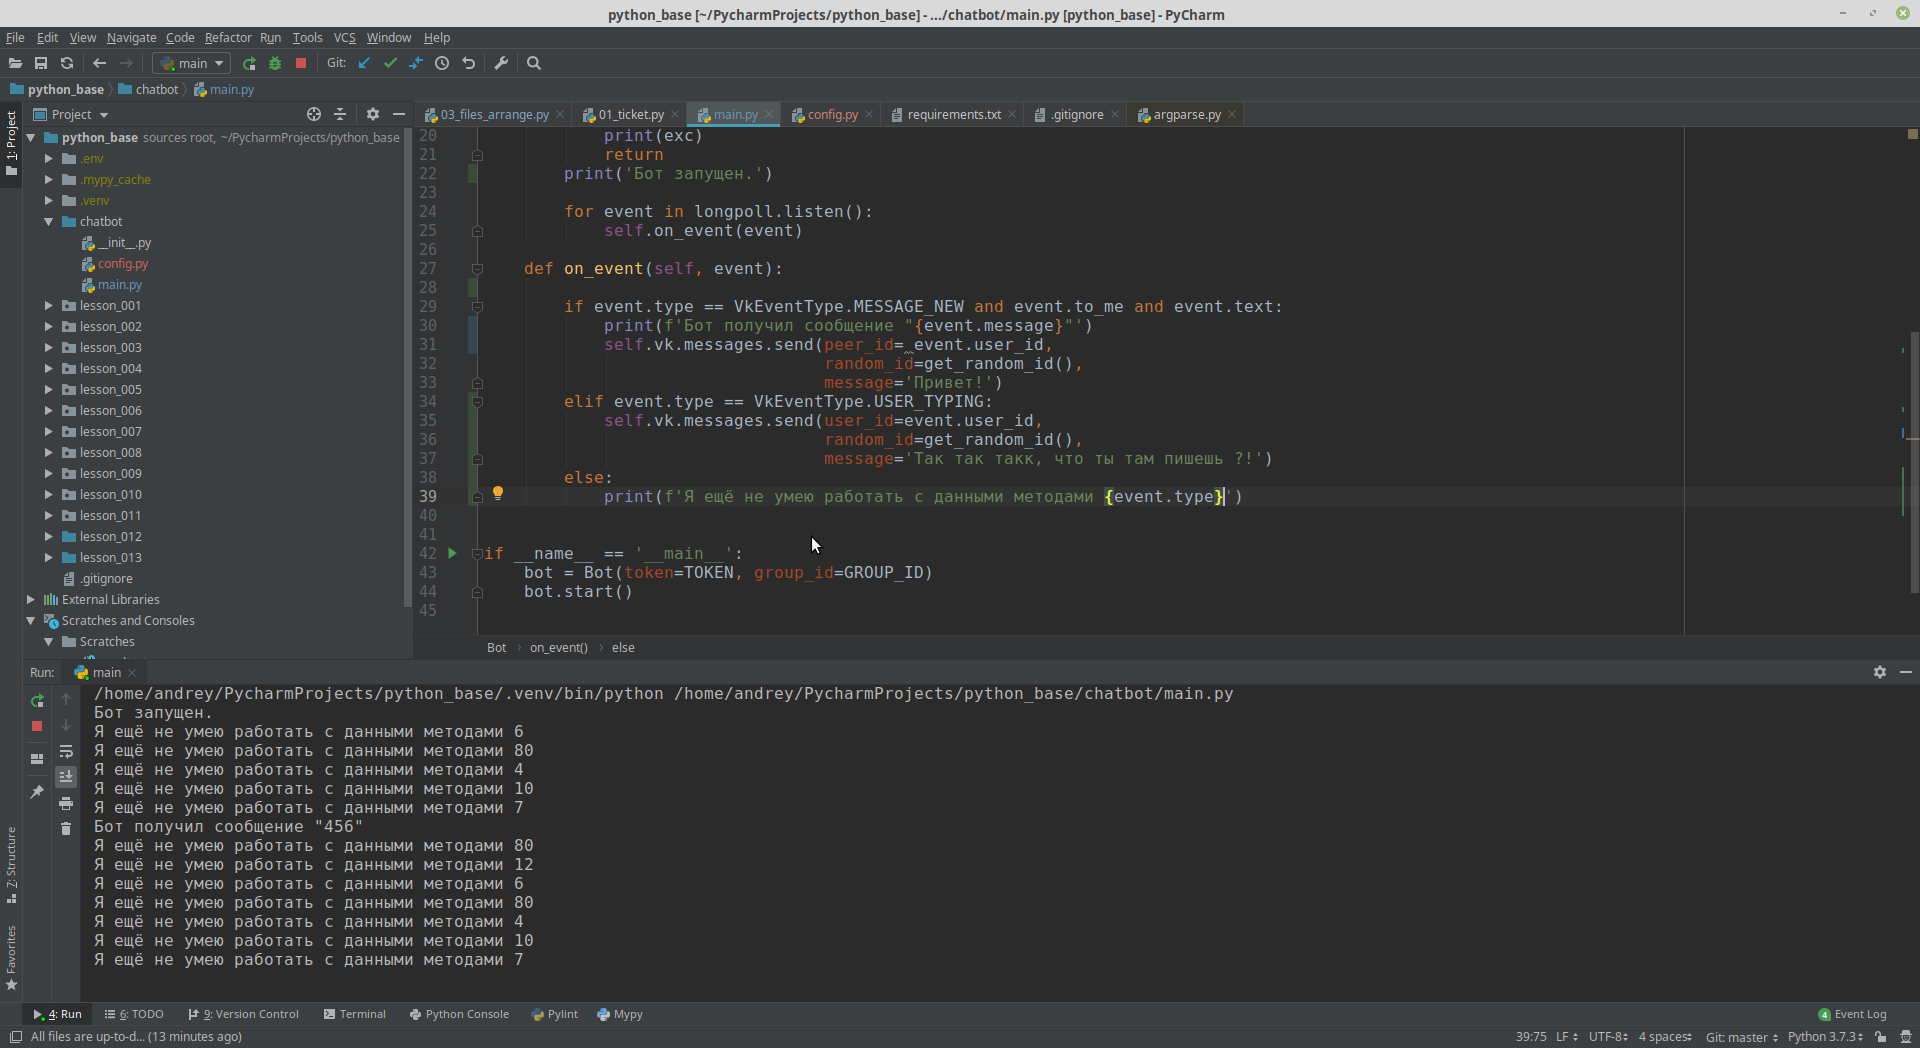 python_base [~/PycharmProjects/python_base] - .../chatbot/main.py [python_base] - PyCharm
File Edit View Navigate Code Refactor Run Tools VCS Window Help
main Git:
python_base chatbot main.py
Project
03_files_arrange.py 01_ticket.py main.py config.py requirements.txt .gitignore argparse.py
1: Project
python_base sources root, ~/PycharmProjects/python_base
.env
.mypy_cache
.venv
chatbot
__init__.py
config.py
main.py
lesson_001
lesson_002
lesson_003
lesson_004
lesson_005
lesson_006
lesson_007
lesson_008
lesson_009
lesson_010
lesson_011
lesson_012
lesson_013
.gitignore
External Libraries
Scratches and Consoles
Scratches
20 print(exc)
21 return
22 print('Бот запущен.')
23
24 for event in longpoll.listen():
25 self.on_event(event)
26
27 def on_event(self, event):
28
29 if event.type == VkEventType.MESSAGE_NEW and event.to_me and event.text:
30 print(f'Бот получил сообщение "{event.message}"')
31 self.vk.messages.send(peer_id= event.user_id,
32 random_id=get_random_id(),
33 message='Привет!')
34 elif event.type == VkEventType.USER_TYPING:
35 self.vk.messages.send(user_id=event.user_id,
36 random_id=get_random_id(),
37 message='Так так такк, что ты там пишешь ?!')
38 else:
39 print(f'Я ещё не умею работать с данными методами {event.type}')
40
41
42 if __name__ == '__main__':
43 bot = Bot(token=TOKEN, group_id=GROUP_ID)
44 bot.start()
45
Bot on_event() else
Run: main
/home/andrey/PycharmProjects/python_base/.venv/bin/python /home/andrey/PycharmProjects/python_base/chatbot/main.py
Бот запущен.
Я ещё не умею работать с данными методами 6
Я ещё не умею работать с данными методами 80
Я ещё не умею работать с данными методами 4
Я ещё не умею работать с данными методами 10
Я ещё не умею работать с данными методами 7
Бот получил сообщение "456"
Я ещё не умею работать с данными методами 80
Я ещё не умею работать с данными методами 12
Я ещё не умею работать с данными методами 6
Я ещё не умею работать с данными методами 80
Я ещё не умею работать с данными методами 4
Я ещё не умею работать с данными методами 10
Я ещё не умею работать с данными методами 7
7: Structure
Favorites
4: Run 6: TODO 9: Version Control Terminal Python Console Pylint Mypy 4 Event Log
All files are up-to-d... (13 minutes ago) 39:75 LF UTF-8 4 spaces Git: master Python 3.7.3